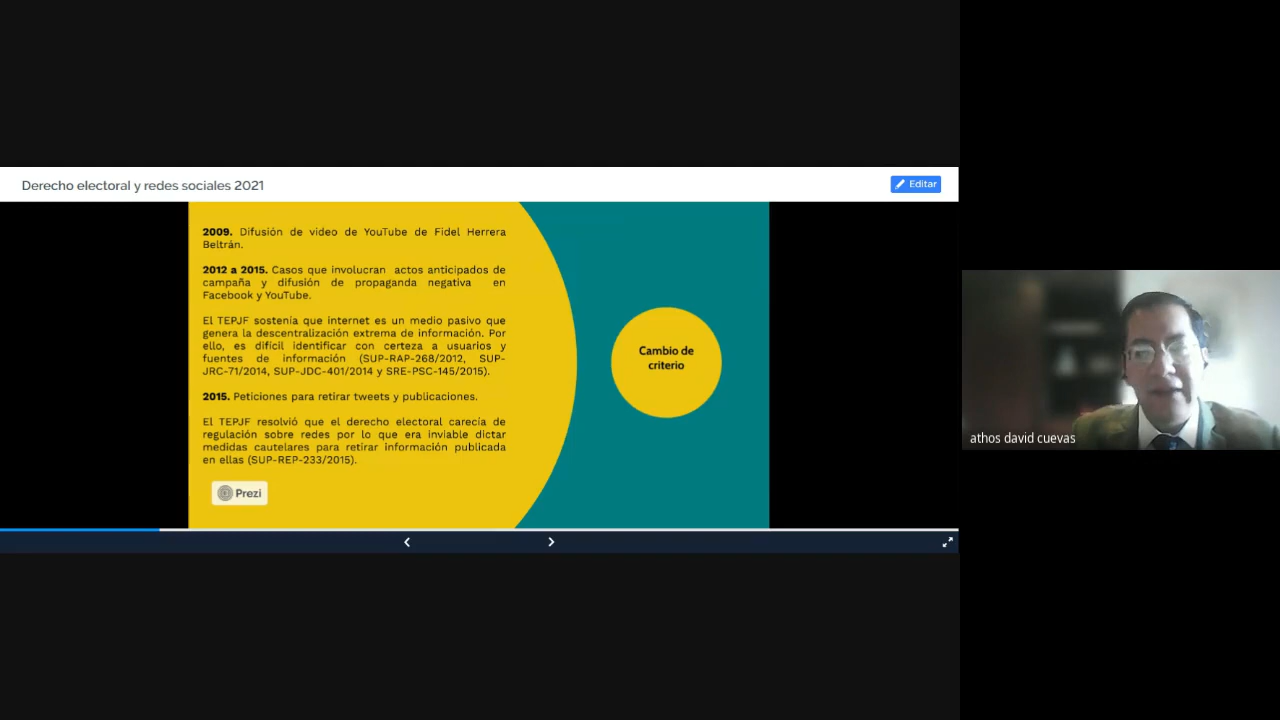 Derecho electoral y redes sociales 2021
Editar
2009. Difusión de video de YouTube de Fidel Herrera
Beltrán.
2012 a 2015. Casos que involucran actos anticipados de
campaña y difusión de propaganda negativa en
Facebook y YouTube.
El TEPJF sostenía que internet es un medio pasivo que
genera la descentralización extrema de información. Por
ello, es difícil identificar con certeza a usuarios y
fuentes de información (SUP-RAP-268/2012, SUP-
JRC-71/2014, SUP-JDC-401/2014 y SRE-PSC-145/2015).
2015. Peticiones para retirar tweets y publicaciones.
El TEPJF resolvió que el derecho electoral carecía de
regulación sobre redes por lo que era inviable dictar
medidas cautelares para retirar información publicada
en ellas (SUP-REP-233/2015).
Prezi
Cambio de
criterio
athos david cuevas